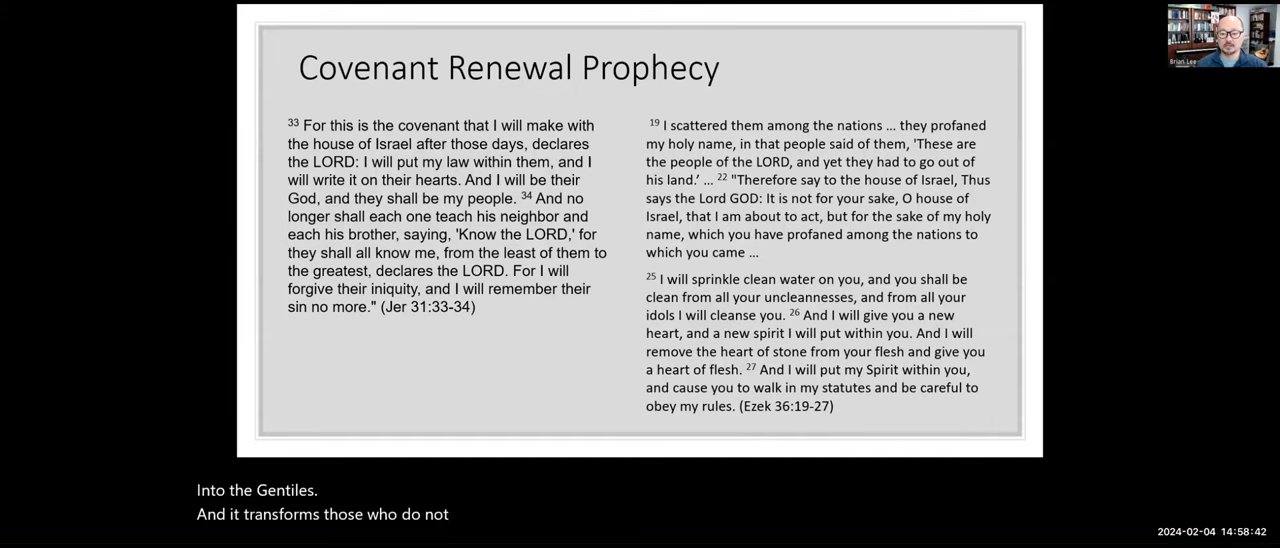 Covenant Renewal Prophecy
33 For this is the covenant that I will make with
the house of Israel after those days, declares
the LORD: I will put my law within them, and I
will write it on their hearts. And I will be their
God, and they shall be my people. 34 And no
longer shall each one teach his neighbor and
each his brother, saying, 'Know the LORD,' for
they shall all know me, from the least of them to
the greatest, declares the LORD. For I will
forgive their iniquity, and I will remember their
sin no more." (Jer 31:33-34)
19 I scattered them among the nations ... they profaned
my holy name, in that people said of them, 'These are
the people of the LORD, and yet they had to go out of
his land.’ ... 22 "Therefore say to the house of Israel, Thus
says the Lord GOD: It is not for your sake, O house of
Israel, that I am about to act, but for the sake of my holy
name, which you have profaned among the nations to
which you came ...
25 I will sprinkle clean water on you, and you shall be
clean from all your uncleannesses, and from all your
idols I will cleanse you. 26 And I will give you a new
heart, and a new spirit I will put within you. And I will
remove the heart of stone from your flesh and give you
a heart of flesh. 27 And I will put my Spirit within you,
and cause you to walk in my statutes and be careful to
obey my rules. (Ezek 36:19-27)
Brian Lee
Into the Gentiles.
And it transforms those who do not
2024-02-04 14:58:42